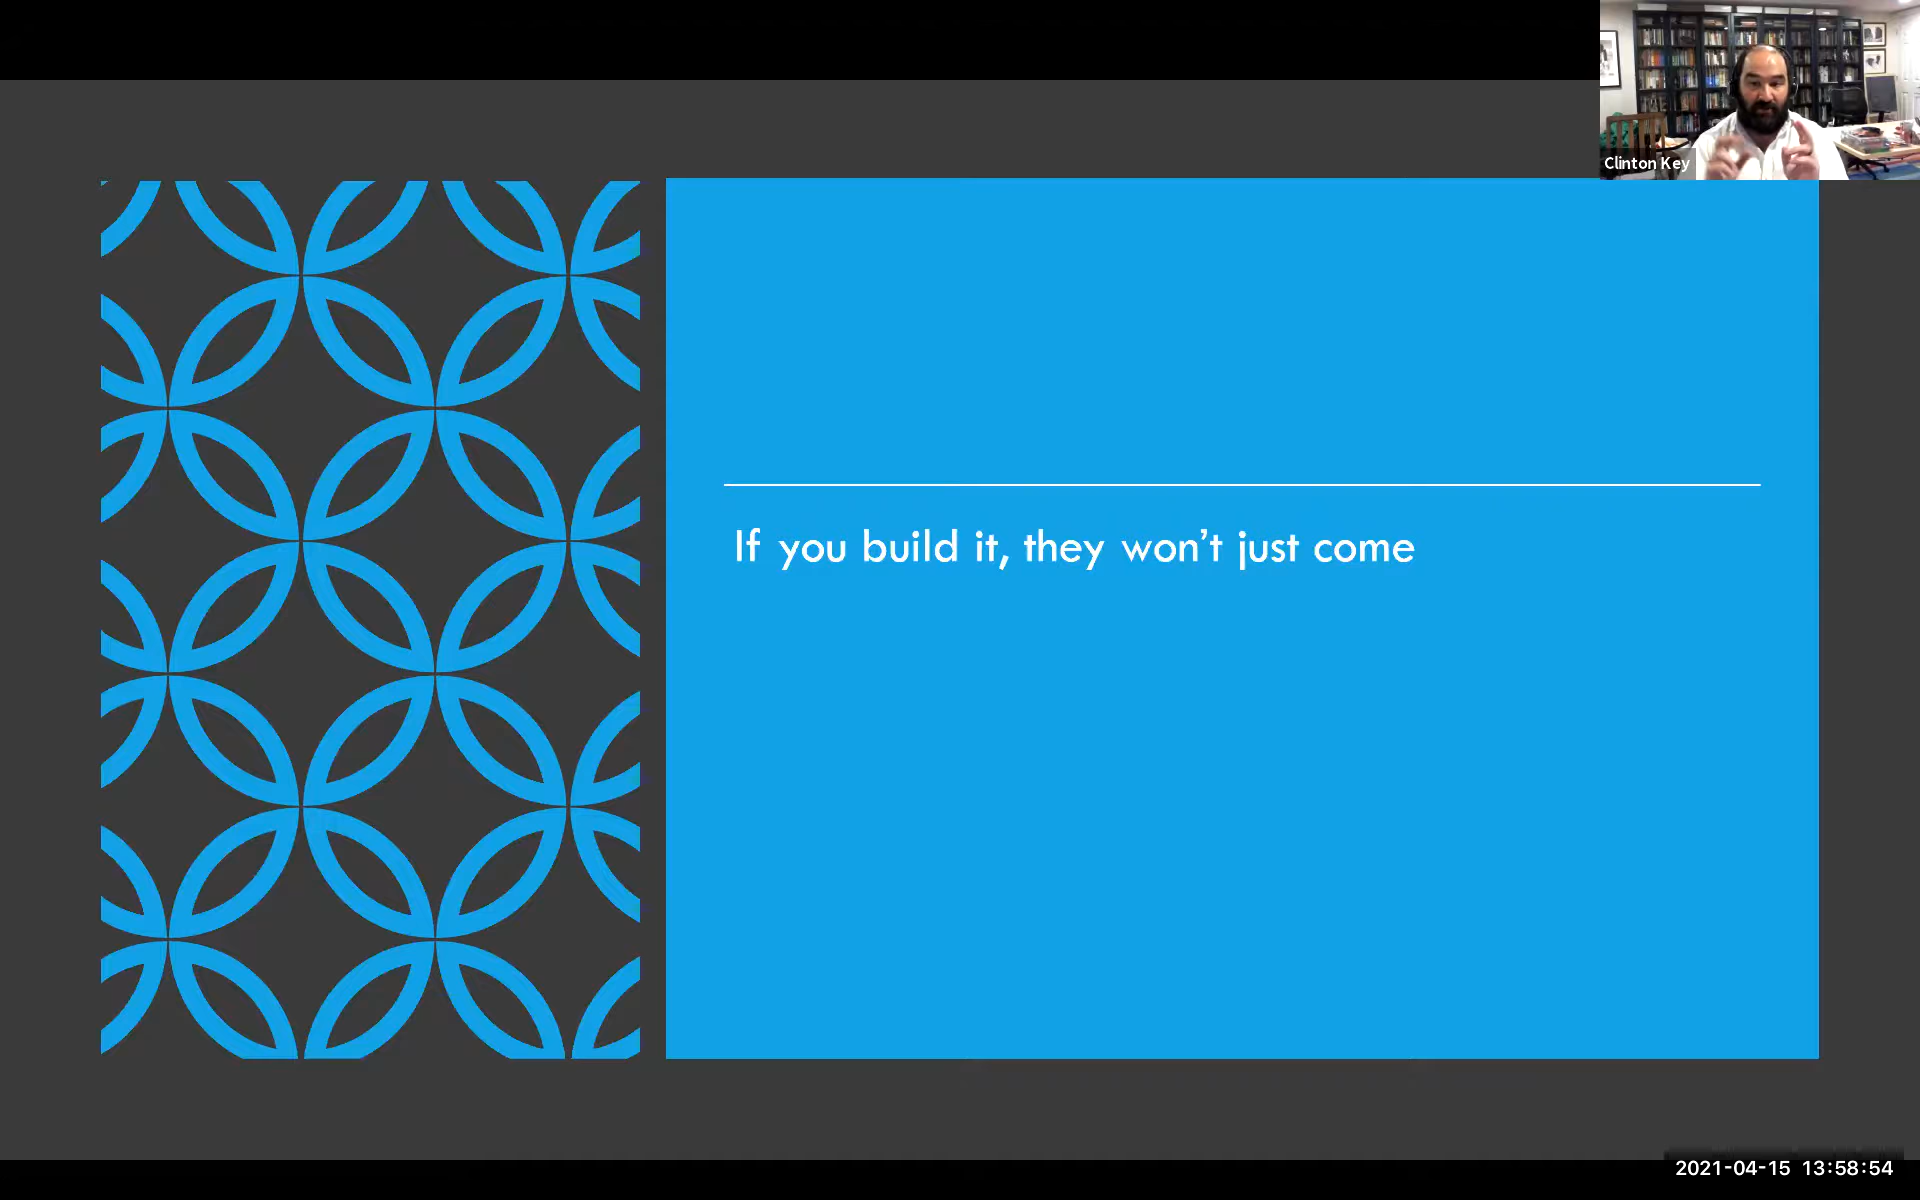 Clinton Key
If you build it, they won’t just come
2021-04-15 13:58:54